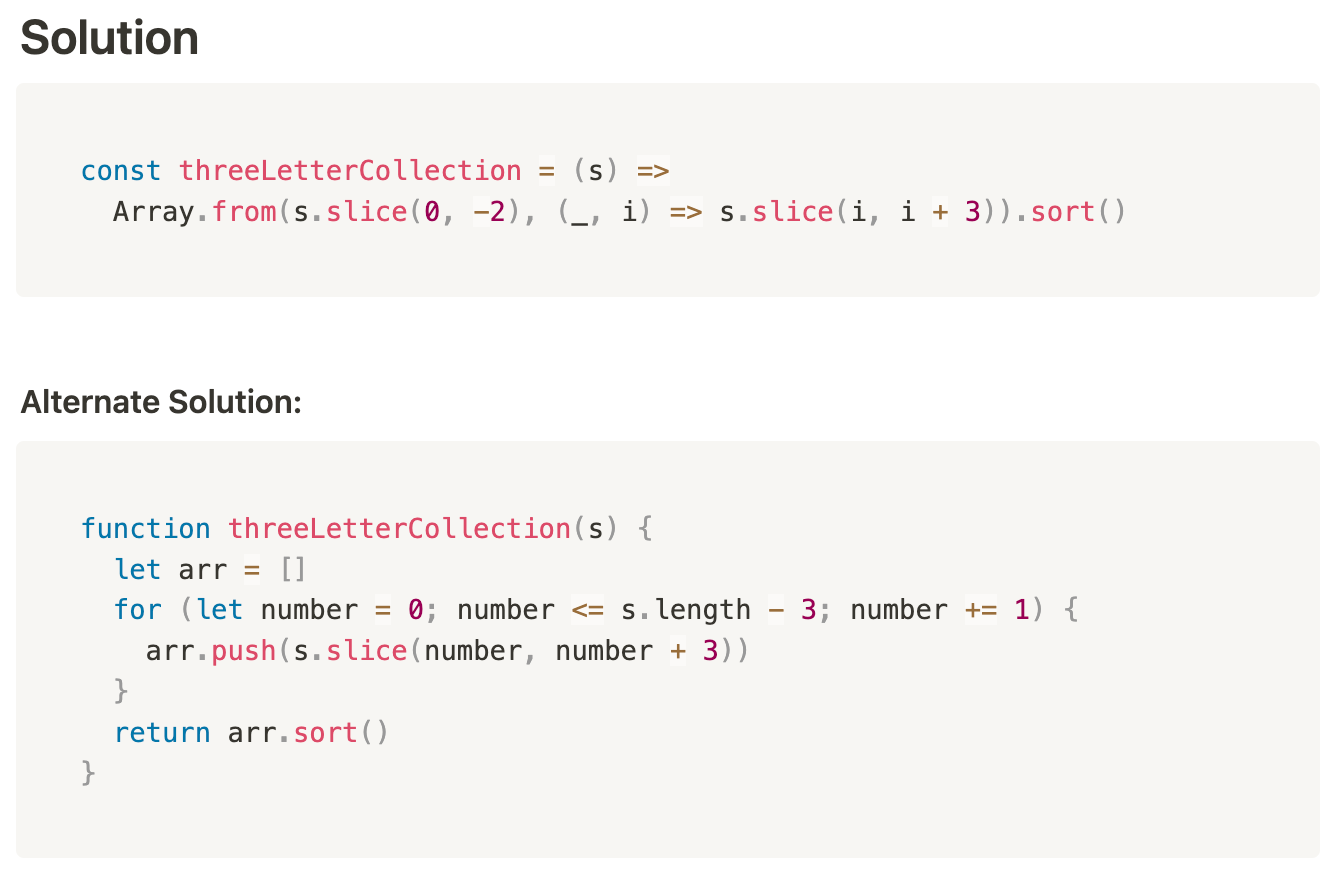 Solution
const threeLetterCollection = (s) =>
  Array.from(s.slice(0, -2), (_, i) => s.slice(i, i + 3)).sort()
Alternate Solution:
function threeLetterCollection(s) {
  let arr = []
  for (let number = 0; number <= s.length - 3; number += 1) {
    arr.push(s.slice(number, number + 3))
  }
  return arr.sort()
}